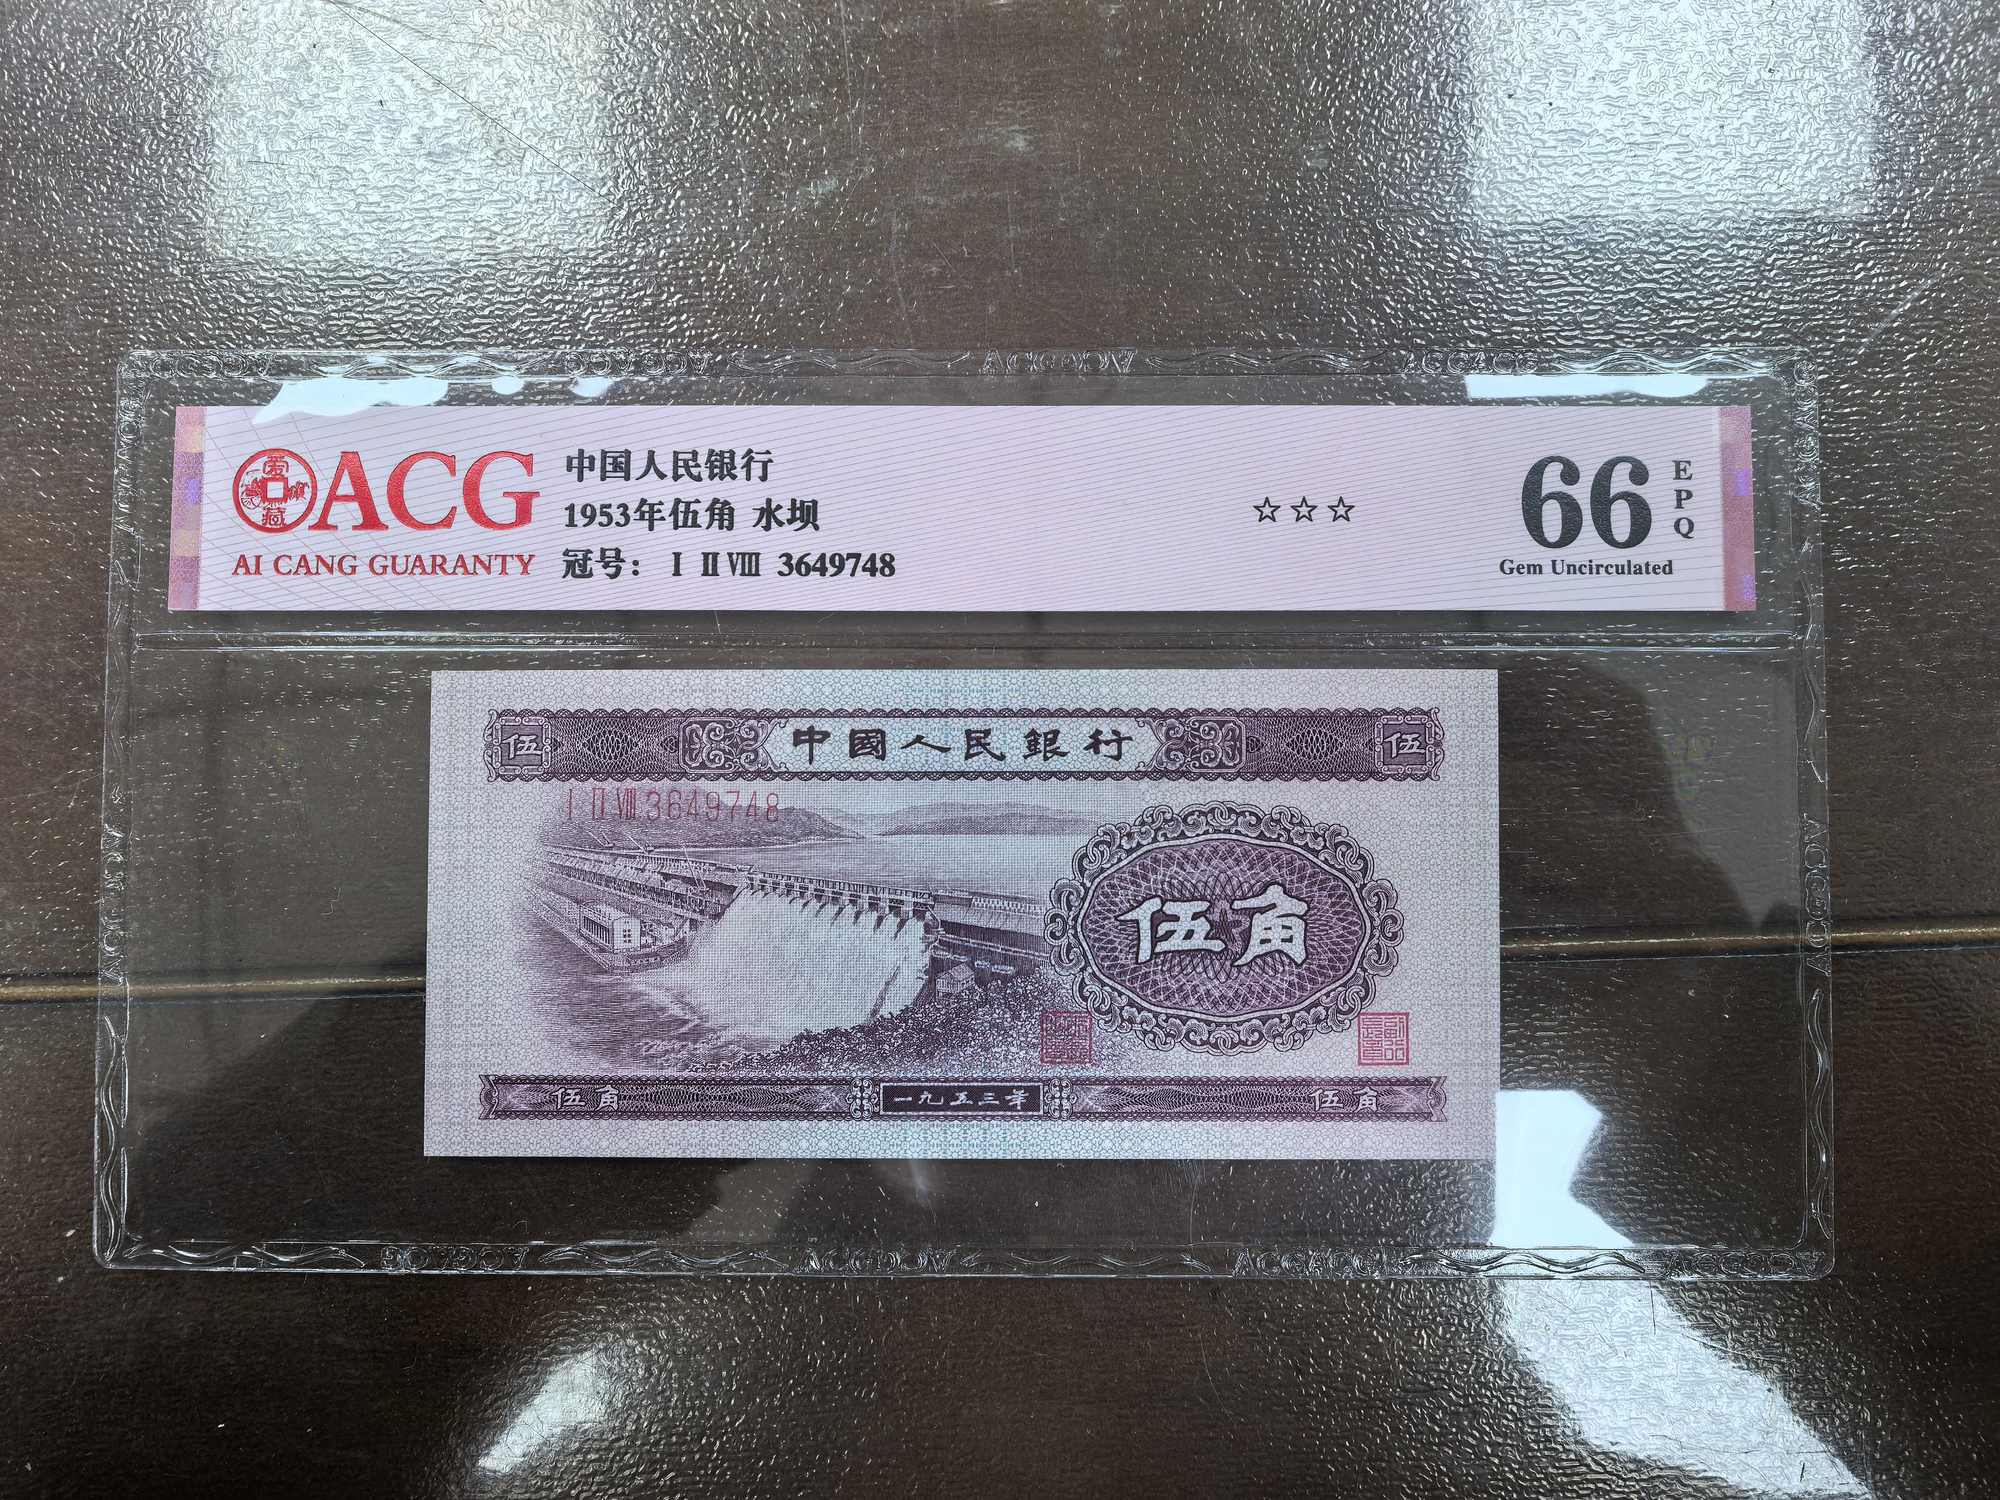 爱藏
ACG
AI CANG GUARANTY
中国人民银行
1953年伍角 水坝
冠号： Ⅰ Ⅱ Ⅷ 3649748
☆☆☆
66
EPQ
Gem Uncirculated
伍 中國人民銀行 伍
Ⅰ Ⅱ Ⅷ 3649748
伍角
伍角 一九五三年 伍角